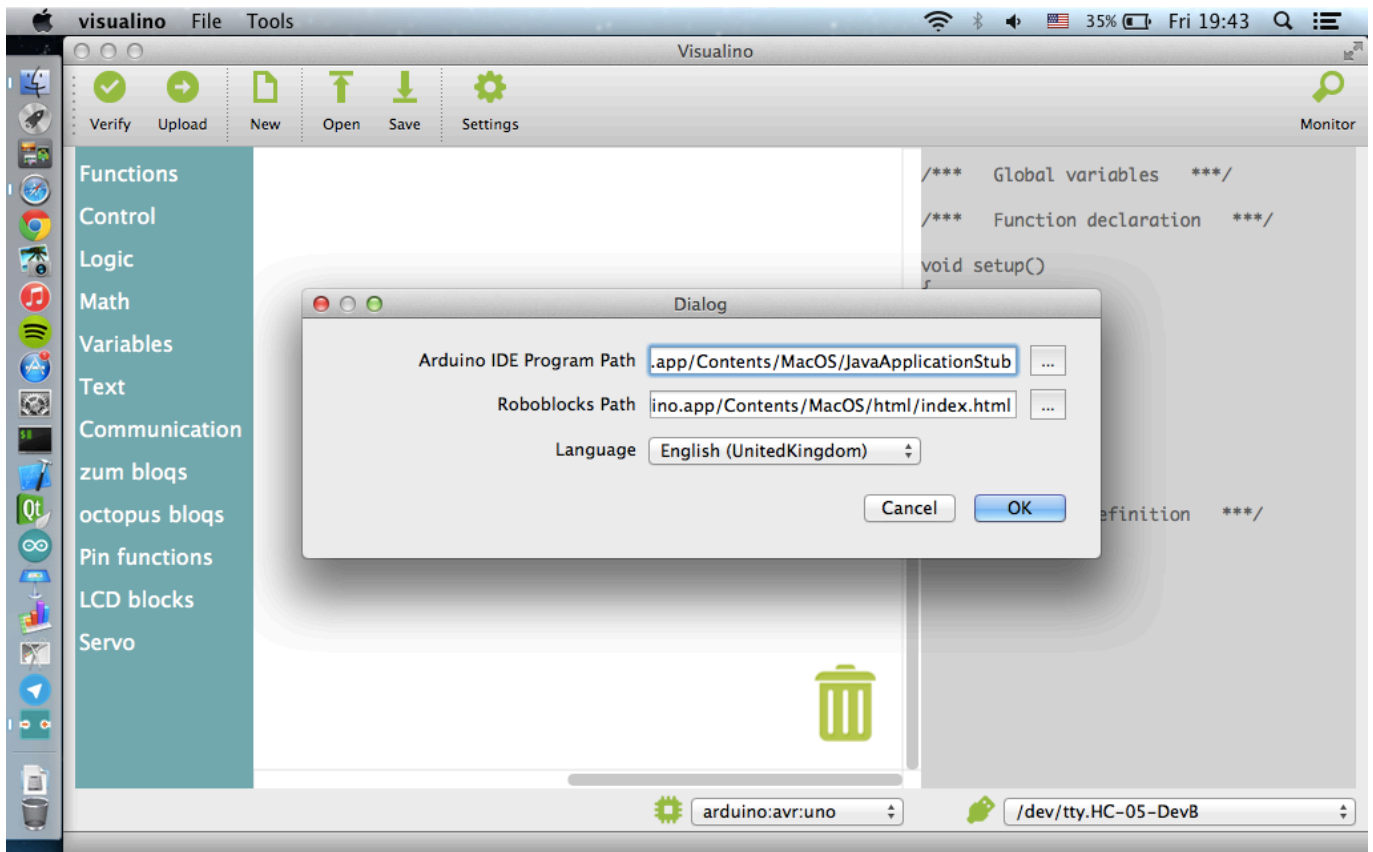 visualino File Tools 35% Fri 19:43
Visualino
Verify Upload New Open Save Settings Monitor
Functions
Control
Logic
Math
Variables
Text
Communication
zum bloqs
octopus bloqs
Pin functions
LCD blocks
Servo
/*** Global variables ***/
/*** Function declaration ***/
void setup()
{
efinition ***/
Dialog
Arduino IDE Program Path .app/Contents/MacOS/JavaApplicationStub ...
Roboblocks Path ino.app/Contents/MacOS/html/index.html ...
Language English (UnitedKingdom)
Cancel OK
arduino:avr:uno /dev/tty.HC-05-DevB